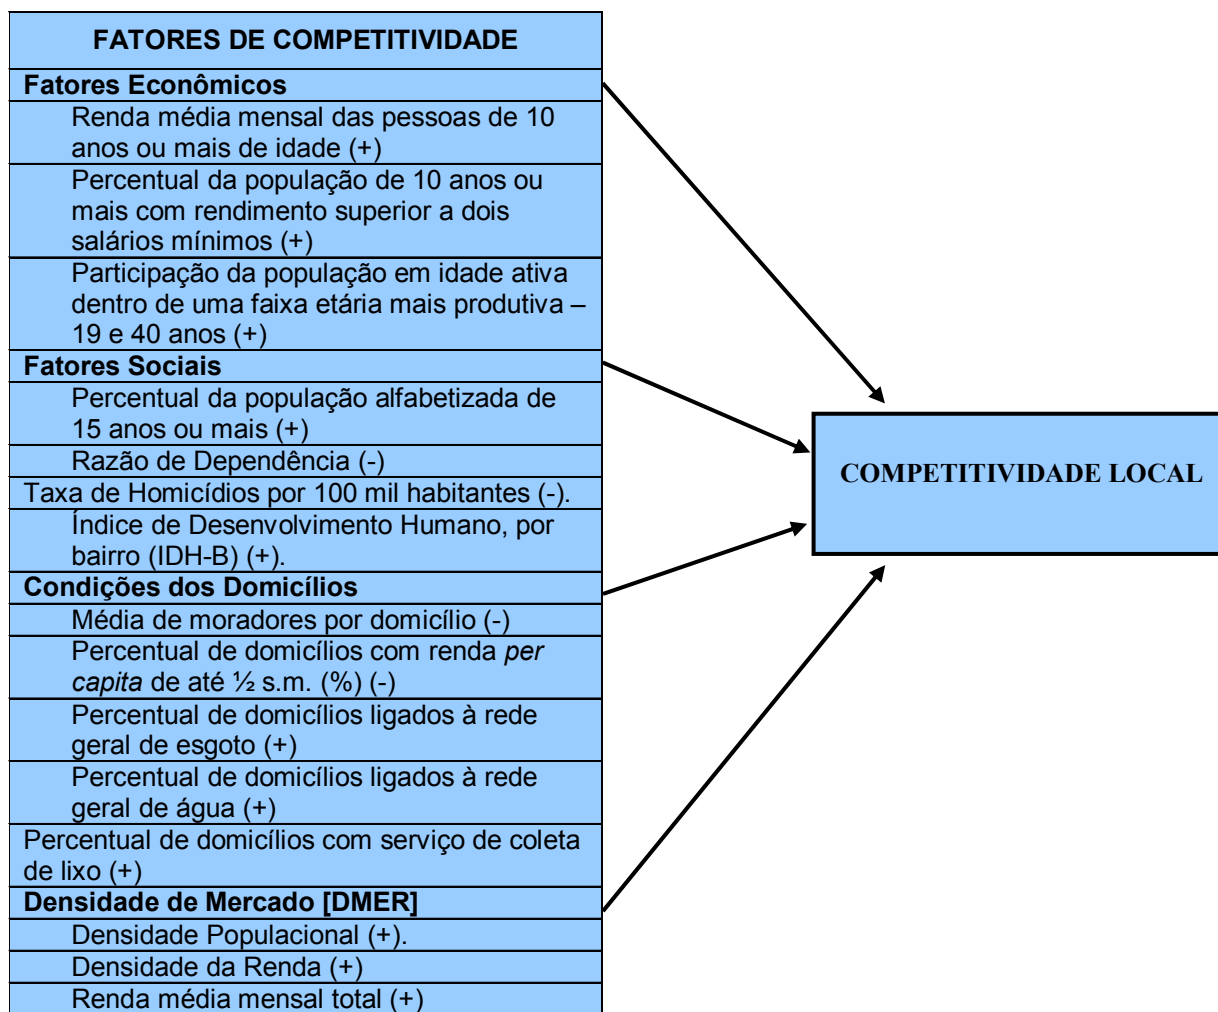 FATORES DE COMPETITIVIDADE
Fatores Econômicos
Renda média mensal das pessoas de 10
anos ou mais de idade (+)
Percentual da população de 10 anos ou
mais com rendimento superior a dois
salários mínimos (+)
Participação da população em idade ativa
dentro de uma faixa etária mais produtiva –
19 e 40 anos (+)
Fatores Sociais
Percentual da população alfabetizada de
15 anos ou mais (+)
Razão de Dependência (-)
Taxa de Homicídios por 100 mil habitantes (-).
Índice de Desenvolvimento Humano, por
bairro (IDH-B) (+).
Condições dos Domicílios
Média de moradores por domicílio (-)
Percentual de domicílios com renda per
capita de até ½ s.m. (%) (-)
Percentual de domicílios ligados à rede
geral de esgoto (+)
Percentual de domicílios ligados à rede
geral de água (+)
Percentual de domicílios com serviço de coleta
de lixo (+)
Densidade de Mercado [DMER]
Densidade Populacional (+).
Densidade da Renda (+)
Renda média mensal total (+)
COMPETITIVIDADE LOCAL